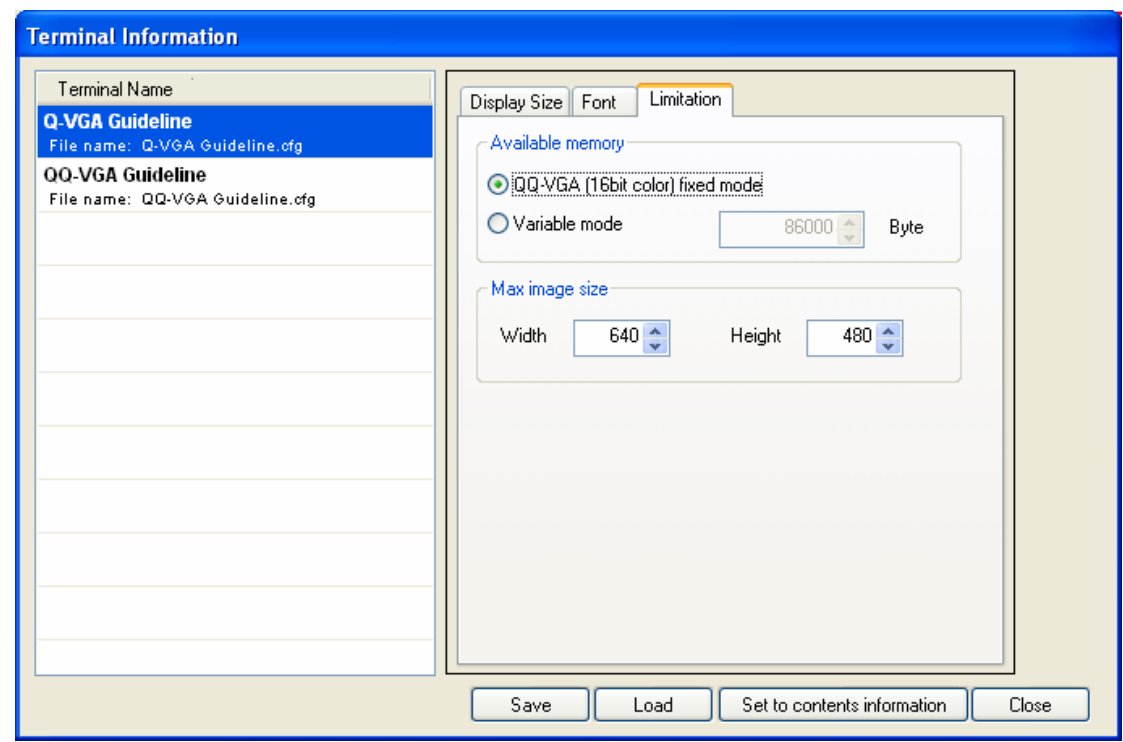 Terminal Information
Terminal Name
Q-VGA Guideline
File name: Q-VGA Guideline.cfg
QQ-VGA Guideline
File name: QQ-VGA Guideline.cfg
Display Size Font Limitation
Available memory
QQ-VGA (16bit color) fixed mode
Variable mode 86000 Byte
Max image size
Width 640 Height 480
Save Load Set to contents information Close